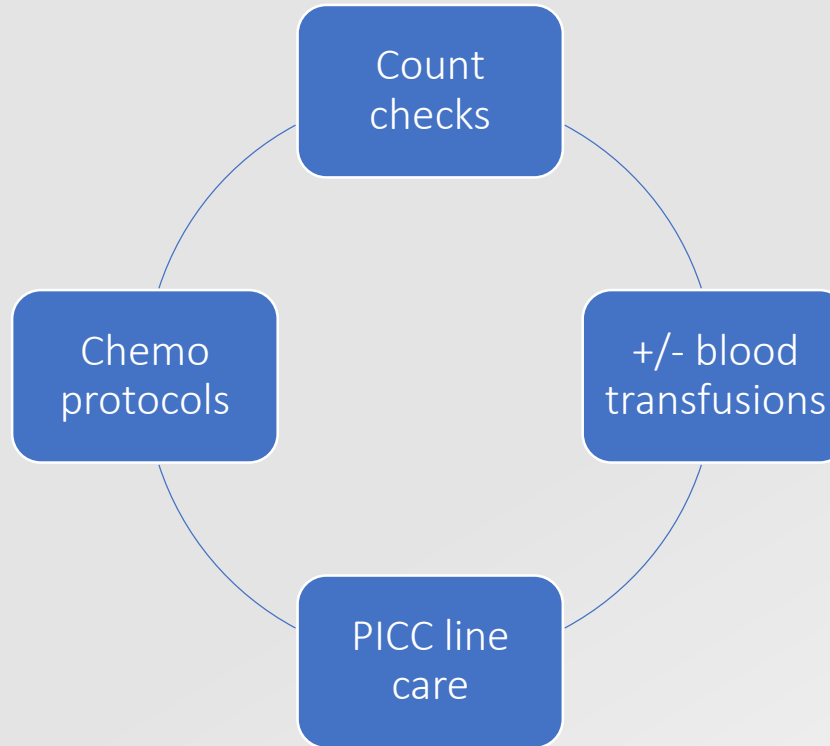 Count
checks
+/- blood
transfusions
PICC line
care
Chemo
protocols